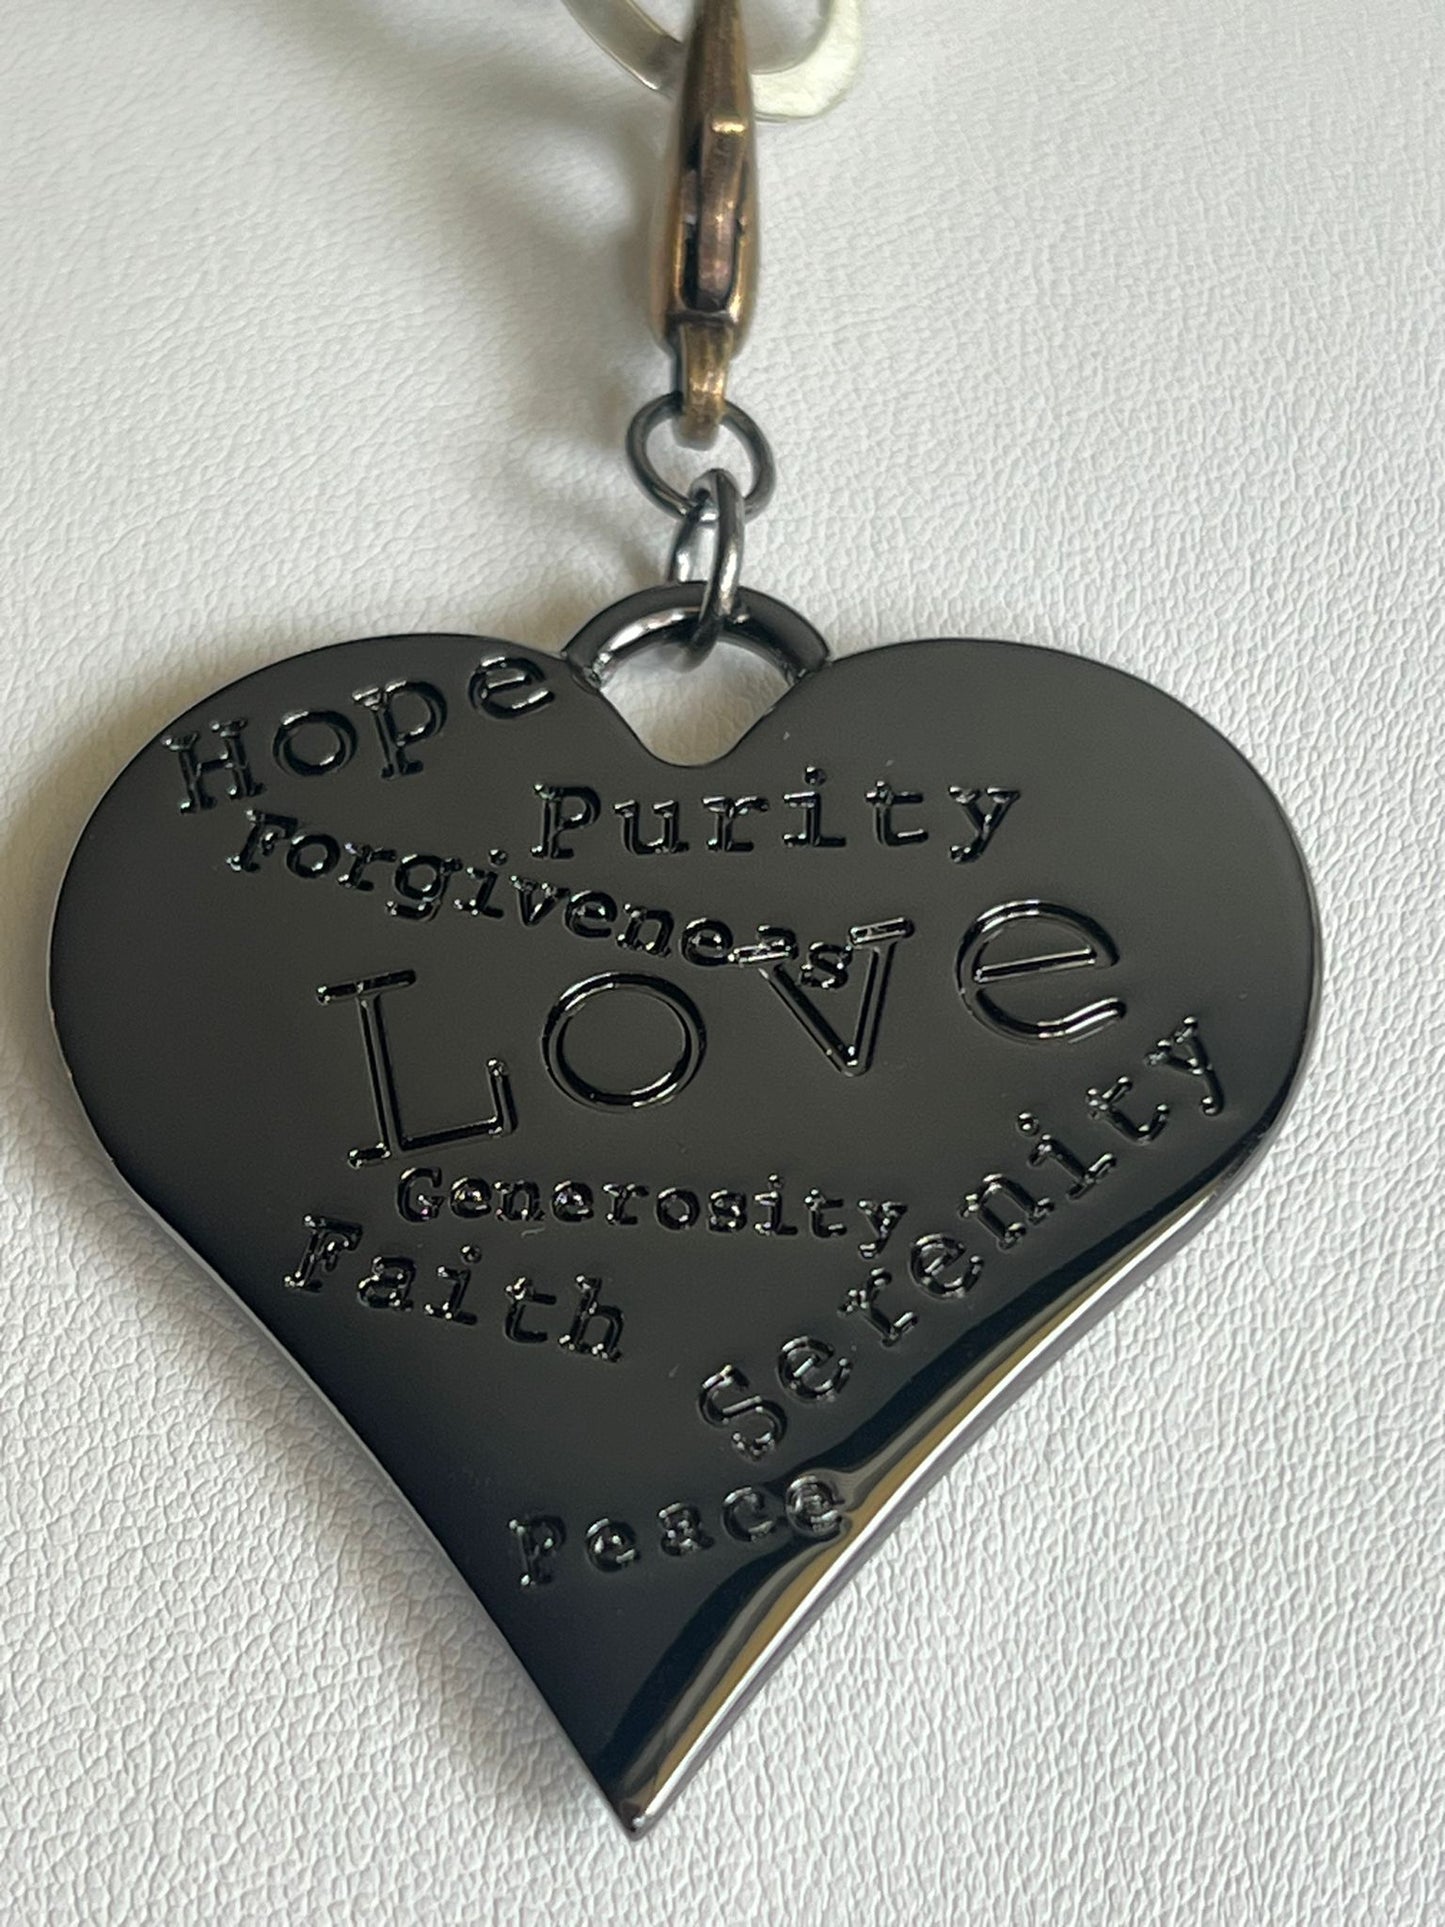 Hope
Purity
Forgiveness
Love
Generosity
Faith
Serenity
Peace